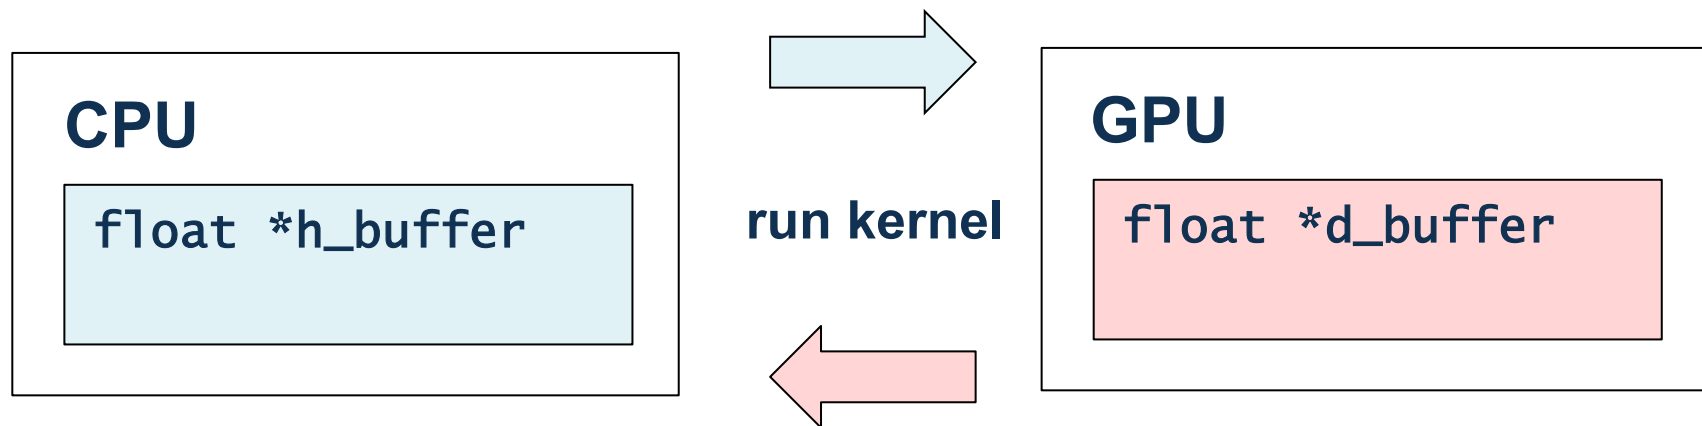 CPU
float *h_buffer
run kernel
GPU
float *d_buffer